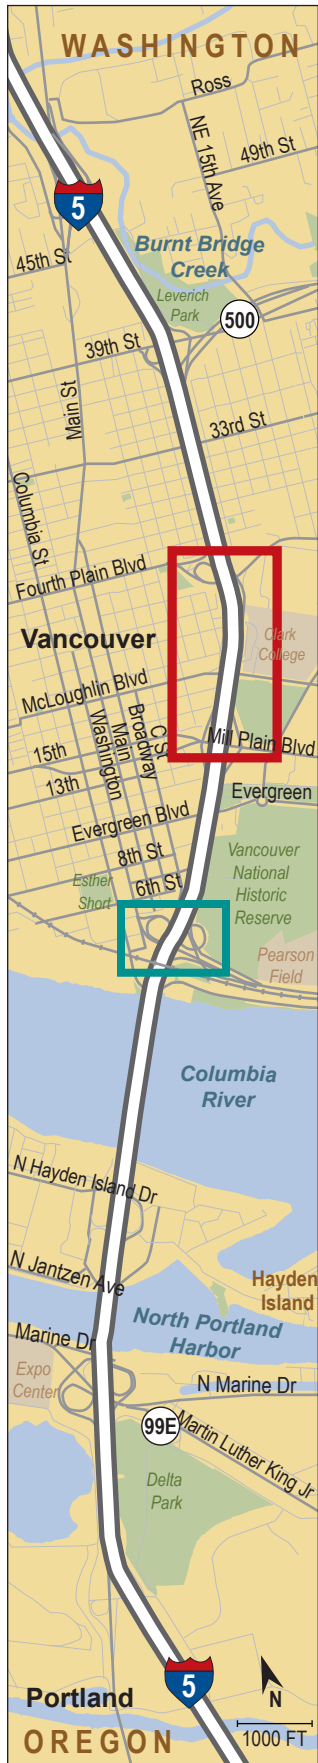 WASHINGTON
Ross
NE 15th Ave
49th St
5
45th St
Burnt Bridge
Creek
Leverich
Park
500
39th St
Main St
33rd St
Columbia St
Fourth Plain Blvd
Vancouver
Clark
College
McLoughlin Blvd
C St
Broadway
Main
Washington
15th
Mill Plain Blvd
13th
Evergreen
Evergreen Blvd
8th St
Vancouver
National
Historic
Reserve
Esther
Short
6th St
Pearson
Field
Columbia
River
N Hayden Island Dr
N Jantzen Ave
Hayden
Island
North Portland
Harbor
Marine Dr
Expo
Center
N Marine Dr
99E
Martin Luther King Jr
Delta
Park
5
N
Portland
OREGON
1000 FT